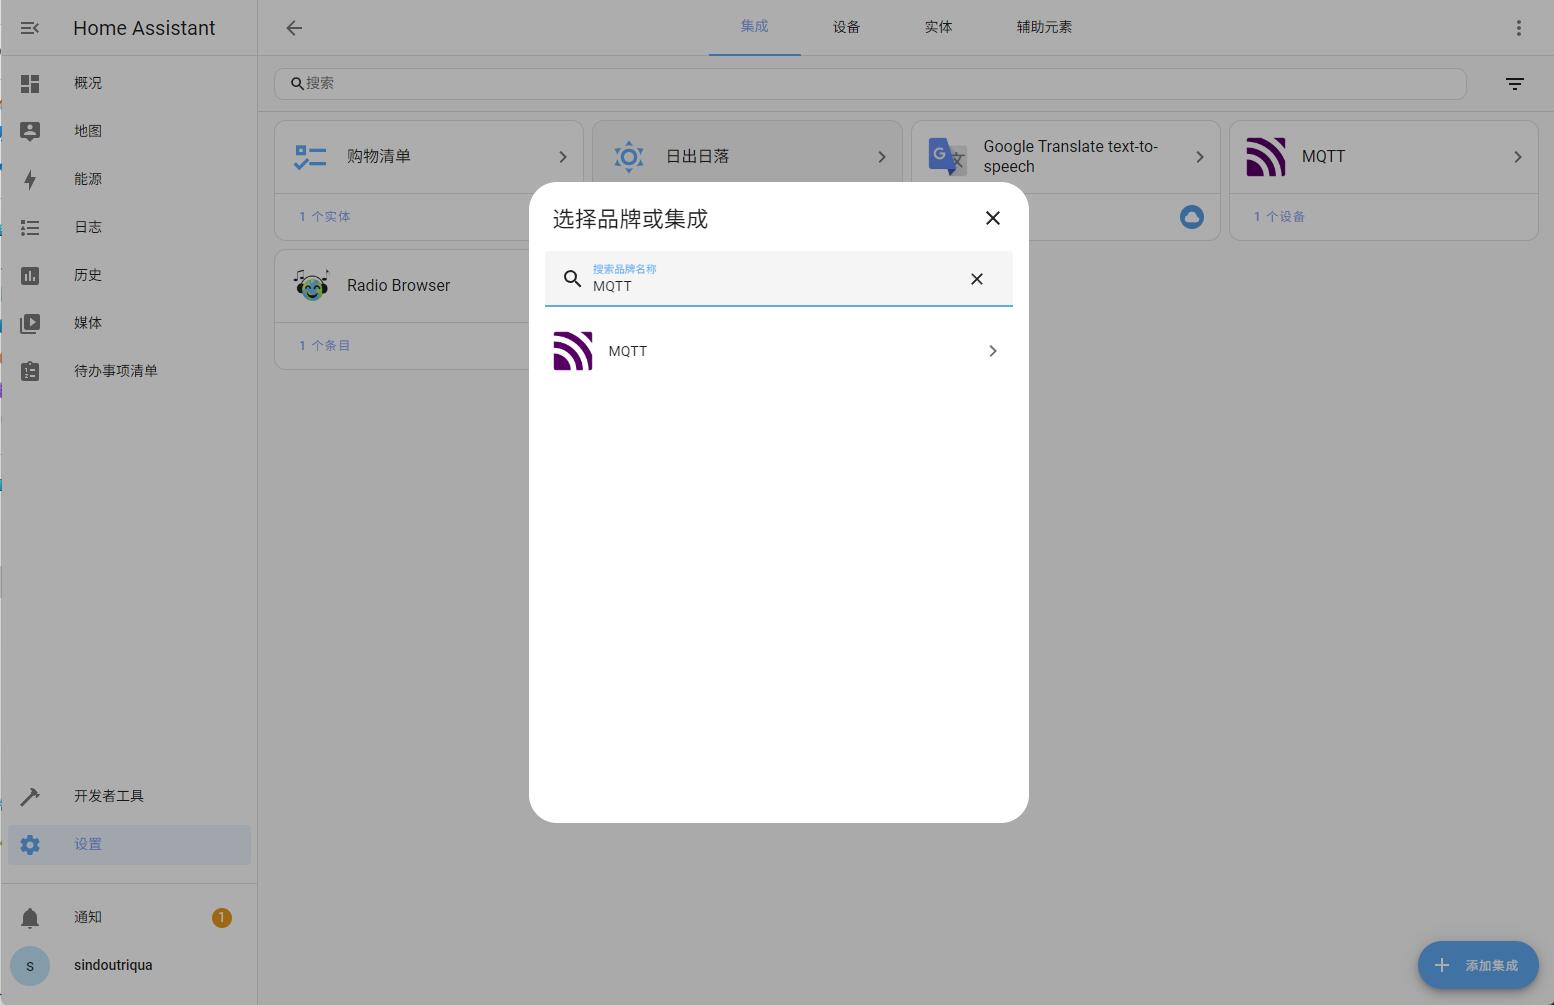 Home Assistant
集成
设备
实体
辅助元素
搜索
概况
地图
能源
日志
历史
媒体
待办事项清单
开发者工具
设置
通知
1
s
sindoutriqua
购物清单
1 个实体
日出日落
Google Translate text-to-
speech
MQTT
1 个设备
Radio Browser
1 个条目
选择品牌或集成
搜索品牌名称
MQTT
MQTT
添加集成